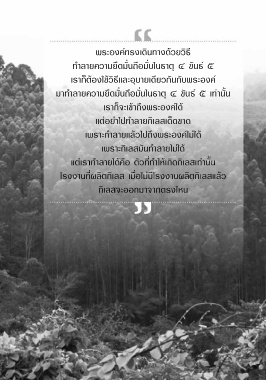 “
พระองค์ทรงเดินทางด้วยวิธี
ทำลายความยึดมั่นถือมั่นในธาตุ ๔ ขันธ์ ๕
เราก็ต้องใช้วิธีและอุบายเดียวกันกับพระองค์
มาทำลายความยึดมั่นถือมั่นในธาตุ ๔ ขันธ์ ๕ เท่านั้น
เราก็จะเข้าถึงพระองค์ได้
แต่อย่าไปทำลายกิเลสเด็ดขาด
เพราะทำลายแล้วไปถึงพระองค์ไม่ได้
เพราะกิเลสมันทำลายไม่ได้
แต่เราทำลายได้คือ ตัวที่ทำให้เกิดกิเลสเท่านั้น
โรงงานที่ผลิตกิเลส เมื่อไม่มีโรงงานผลิตกิเลสแล้ว
กิเลสจะออกมาจากตรงไหน
”